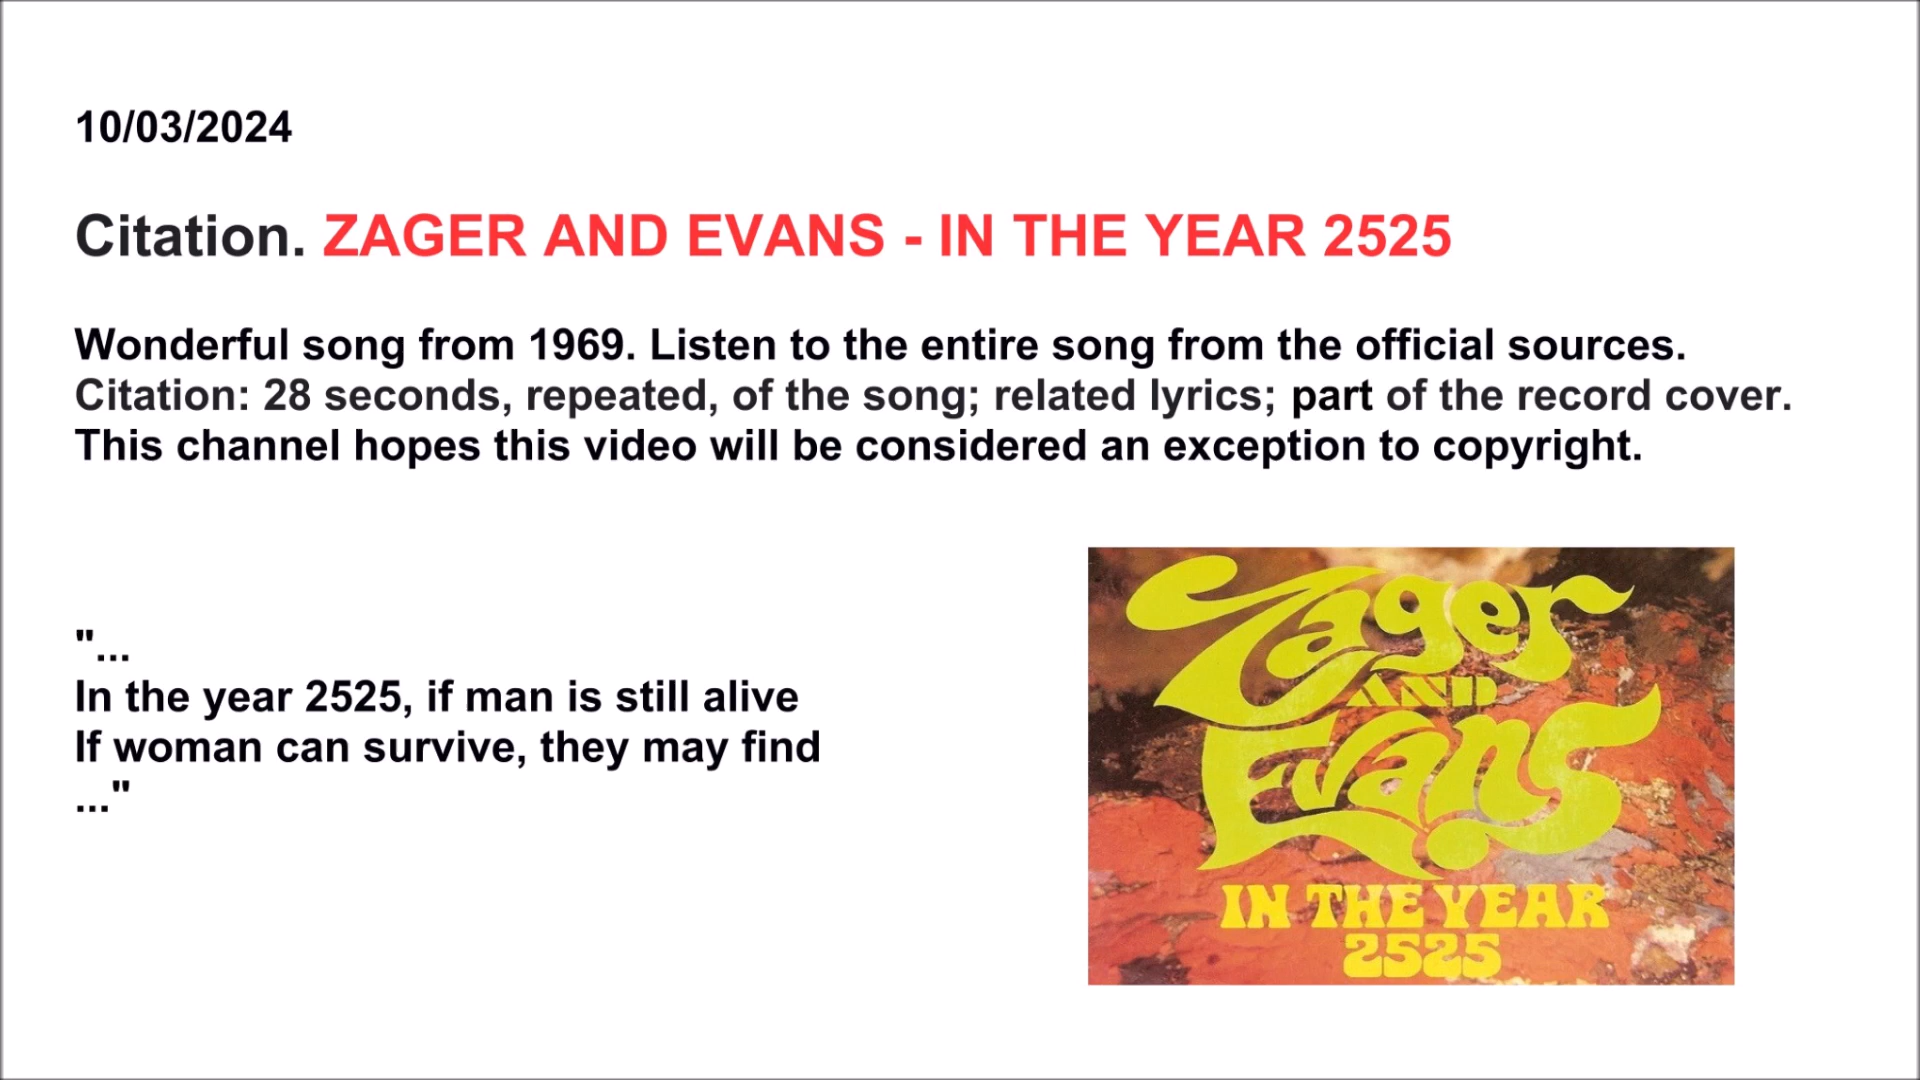 10/03/2024
Citation. ZAGER AND EVANS - IN THE YEAR 2525
Wonderful song from 1969. Listen to the entire song from the official sources.
Citation: 28 seconds, repeated, of the song; related lyrics; part of the record cover.
This channel hopes this video will be considered an exception to copyright.
"...
In the year 2525, if man is still alive
If woman can survive, they may find
..."
Zager
AND
Evans
IN THE YEAR
2525